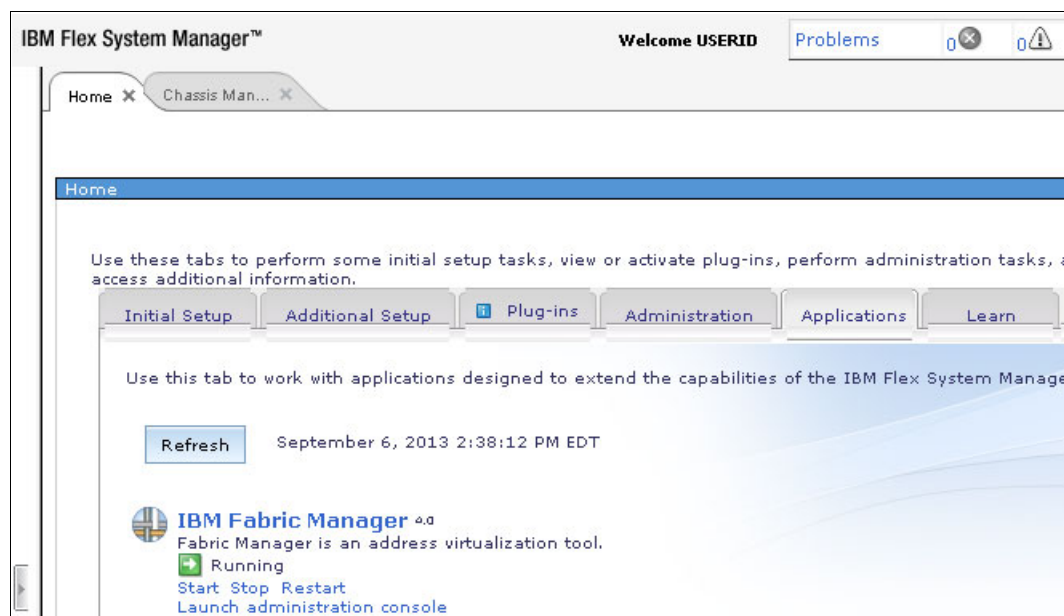 IBM Flex System Manager™
Welcome USERID
Problems 0 0
Home Chassis Man...
Home
Use these tabs to perform some initial setup tasks, view or activate plug-ins, perform administration tasks,
access additional information.
Initial Setup Additional Setup Plug-ins Administration Applications Learn
Use this tab to work with applications designed to extend the capabilities of the IBM Flex System Manage
Refresh September 6, 2013 2:38:12 PM EDT
IBM Fabric Manager 4.0
Fabric Manager is an address virtualization tool.
Running
Start Stop Restart
Launch administration console